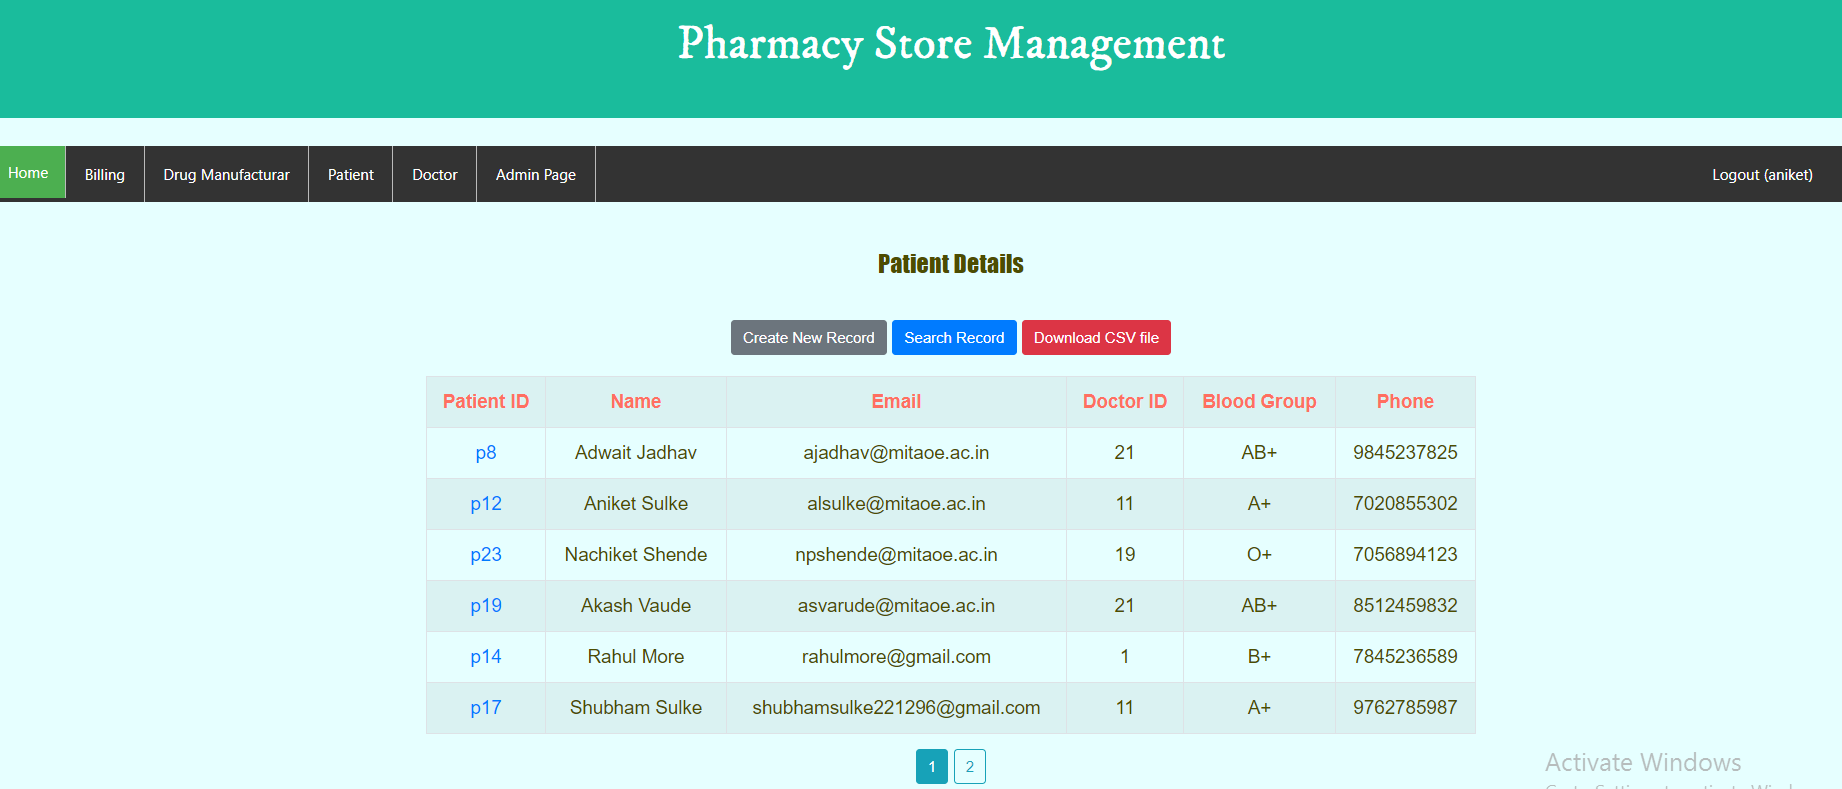 Pharmacy Store Management
Home Billing Drug Manufacturar Patient Doctor Admin Page Logout (aniket)
Patient Details
Create New Record Search Record Download CSV file
Patient ID Name Email Doctor ID Blood Group Phone
p8 Adwait Jadhav ajadhav@mitaoe.ac.in 21 AB+ 9845237825
p12 Aniket Sulke alsulke@mitaoe.ac.in 11 A+ 7020855302
p23 Nachiket Shende npshende@mitaoe.ac.in 19 O+ 7056894123
p19 Akash Vaude asvarude@mitaoe.ac.in 21 AB+ 8512459832
p14 Rahul More rahulmore@gmail.com 1 B+ 7845236589
p17 Shubham Sulke shubhamsulke221296@gmail.com 11 A+ 9762785987
1 2
Activate Windows